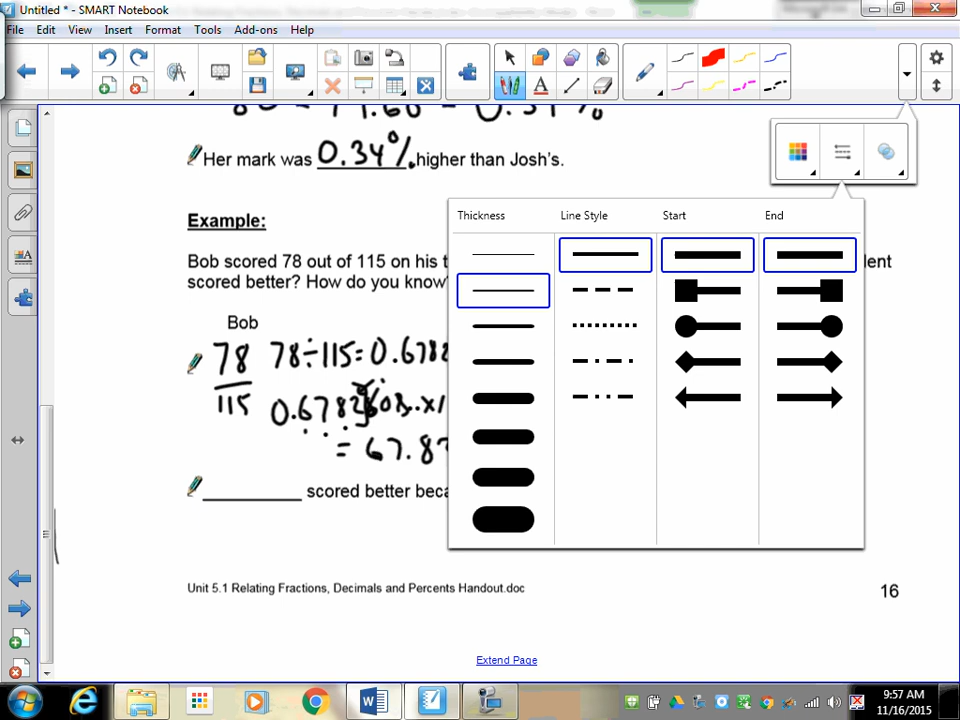 Untitled * - SMART Notebook
File Edit View Insert Format Tools Add-ons Help
Her mark was 0.34% higher than Josh's.
Thickness Line Style Start End
Example:
Bob scored 78 out of 115 on his t
scored better? How do you know
Bob
78 78÷115=0.678
115
= 67.8
scored better beca
Unit 5.1 Relating Fractions, Decimals and Percents Handout.doc
16
Extend Page
9:57 AM
11/16/2015